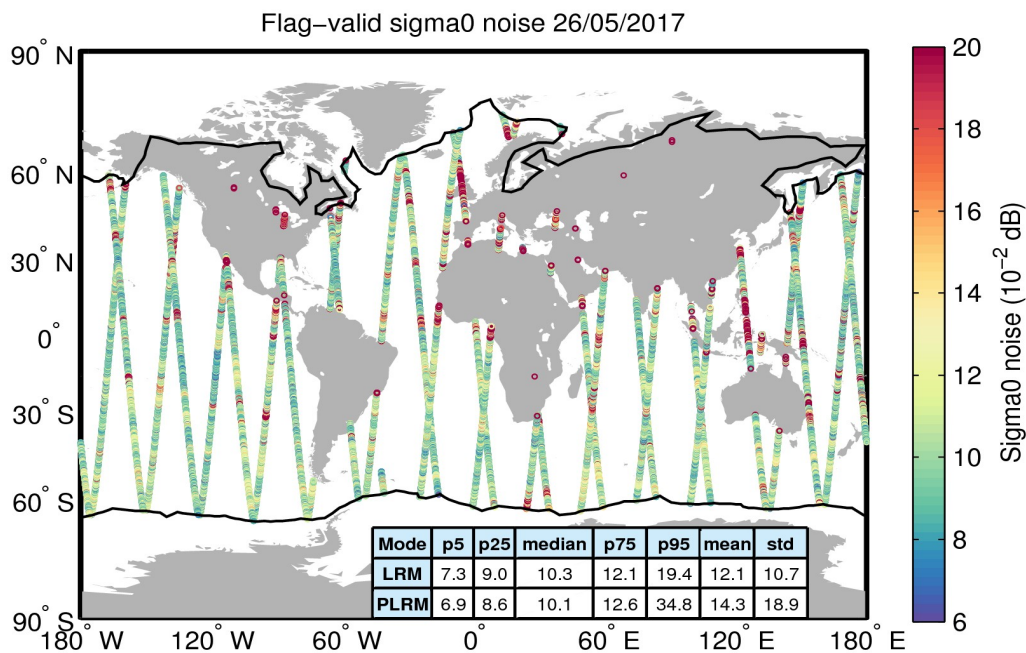 Flag−valid sigma0 noise 26/05/2017
90° N
60° N
30° N
0°
30° S
60° S
90° S
180° W 120° W 60° W 0° 60° E 120° E 180° E
Mode p5 p25 median p75 p95 mean std
LRM 7.3 9.0 10.3 12.1 19.4 12.1 10.7
PLRM 6.9 8.6 10.1 12.6 34.8 14.3 18.9
20
18
16
14
12
10
8
6
Sigma0 noise (10⁻² dB)